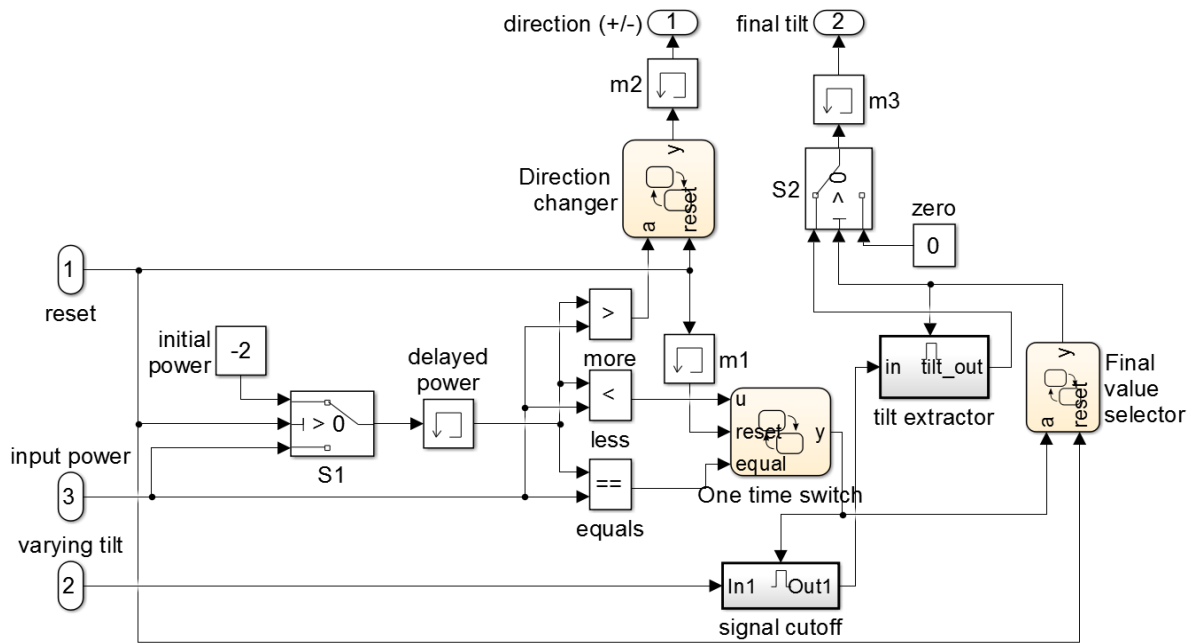 direction (+/-)
1
final tilt
2
m2
m3
y
Direction
changer
a
reset
S2
> 0
zero
0
1
reset
initial
power
-2
delayed
power
>
more
m1
<
less
> 0
S1
==
equals
u
reset
equal
y
One time switch
in
tilt_out
tilt extractor
y
a
reset
Final
value
selector
input power
3
varying tilt
2
In1
Out1
signal cutoff